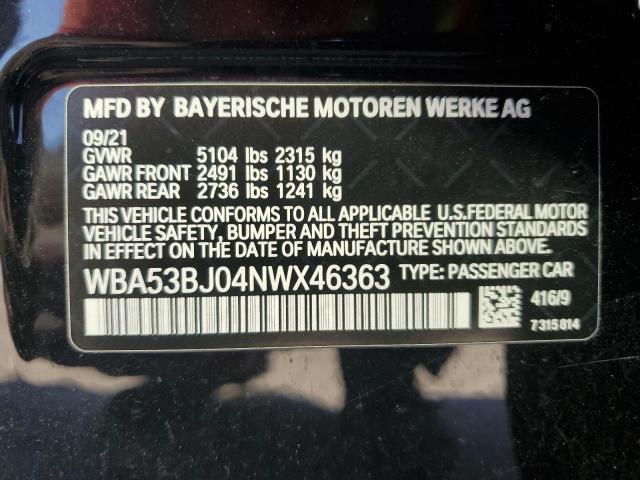 MFD BY BAYERISCHE MOTOREN WERKE AG
09/21
GVWR 5104 lbs 2315 kg
GAWR FRONT 2491 lbs 1130 kg
GAWR REAR 2736 lbs 1241 kg
THIS VEHICLE CONFORMS TO ALL APPLICABLE U.S.FEDERAL MOTOR
VEHICLE SAFETY, BUMPER AND THEFT PREVENTION STANDARDS
IN EFFECT ON THE DATE OF MANUFACTURE SHOWN ABOVE.
WBA53BJ04NWX46363 TYPE: PASSENGER CAR
416/9
7315814